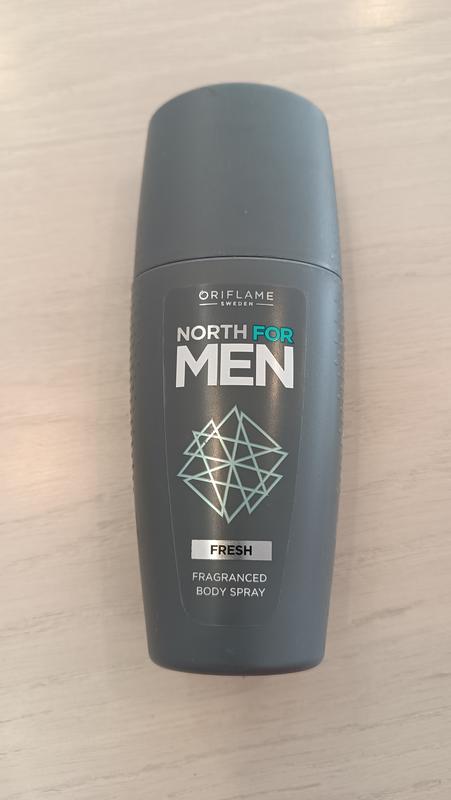 ORIFLAME
SWEDEN
NORTH FOR
MEN
FRESH
FRAGRANCED
BODY SPRAY